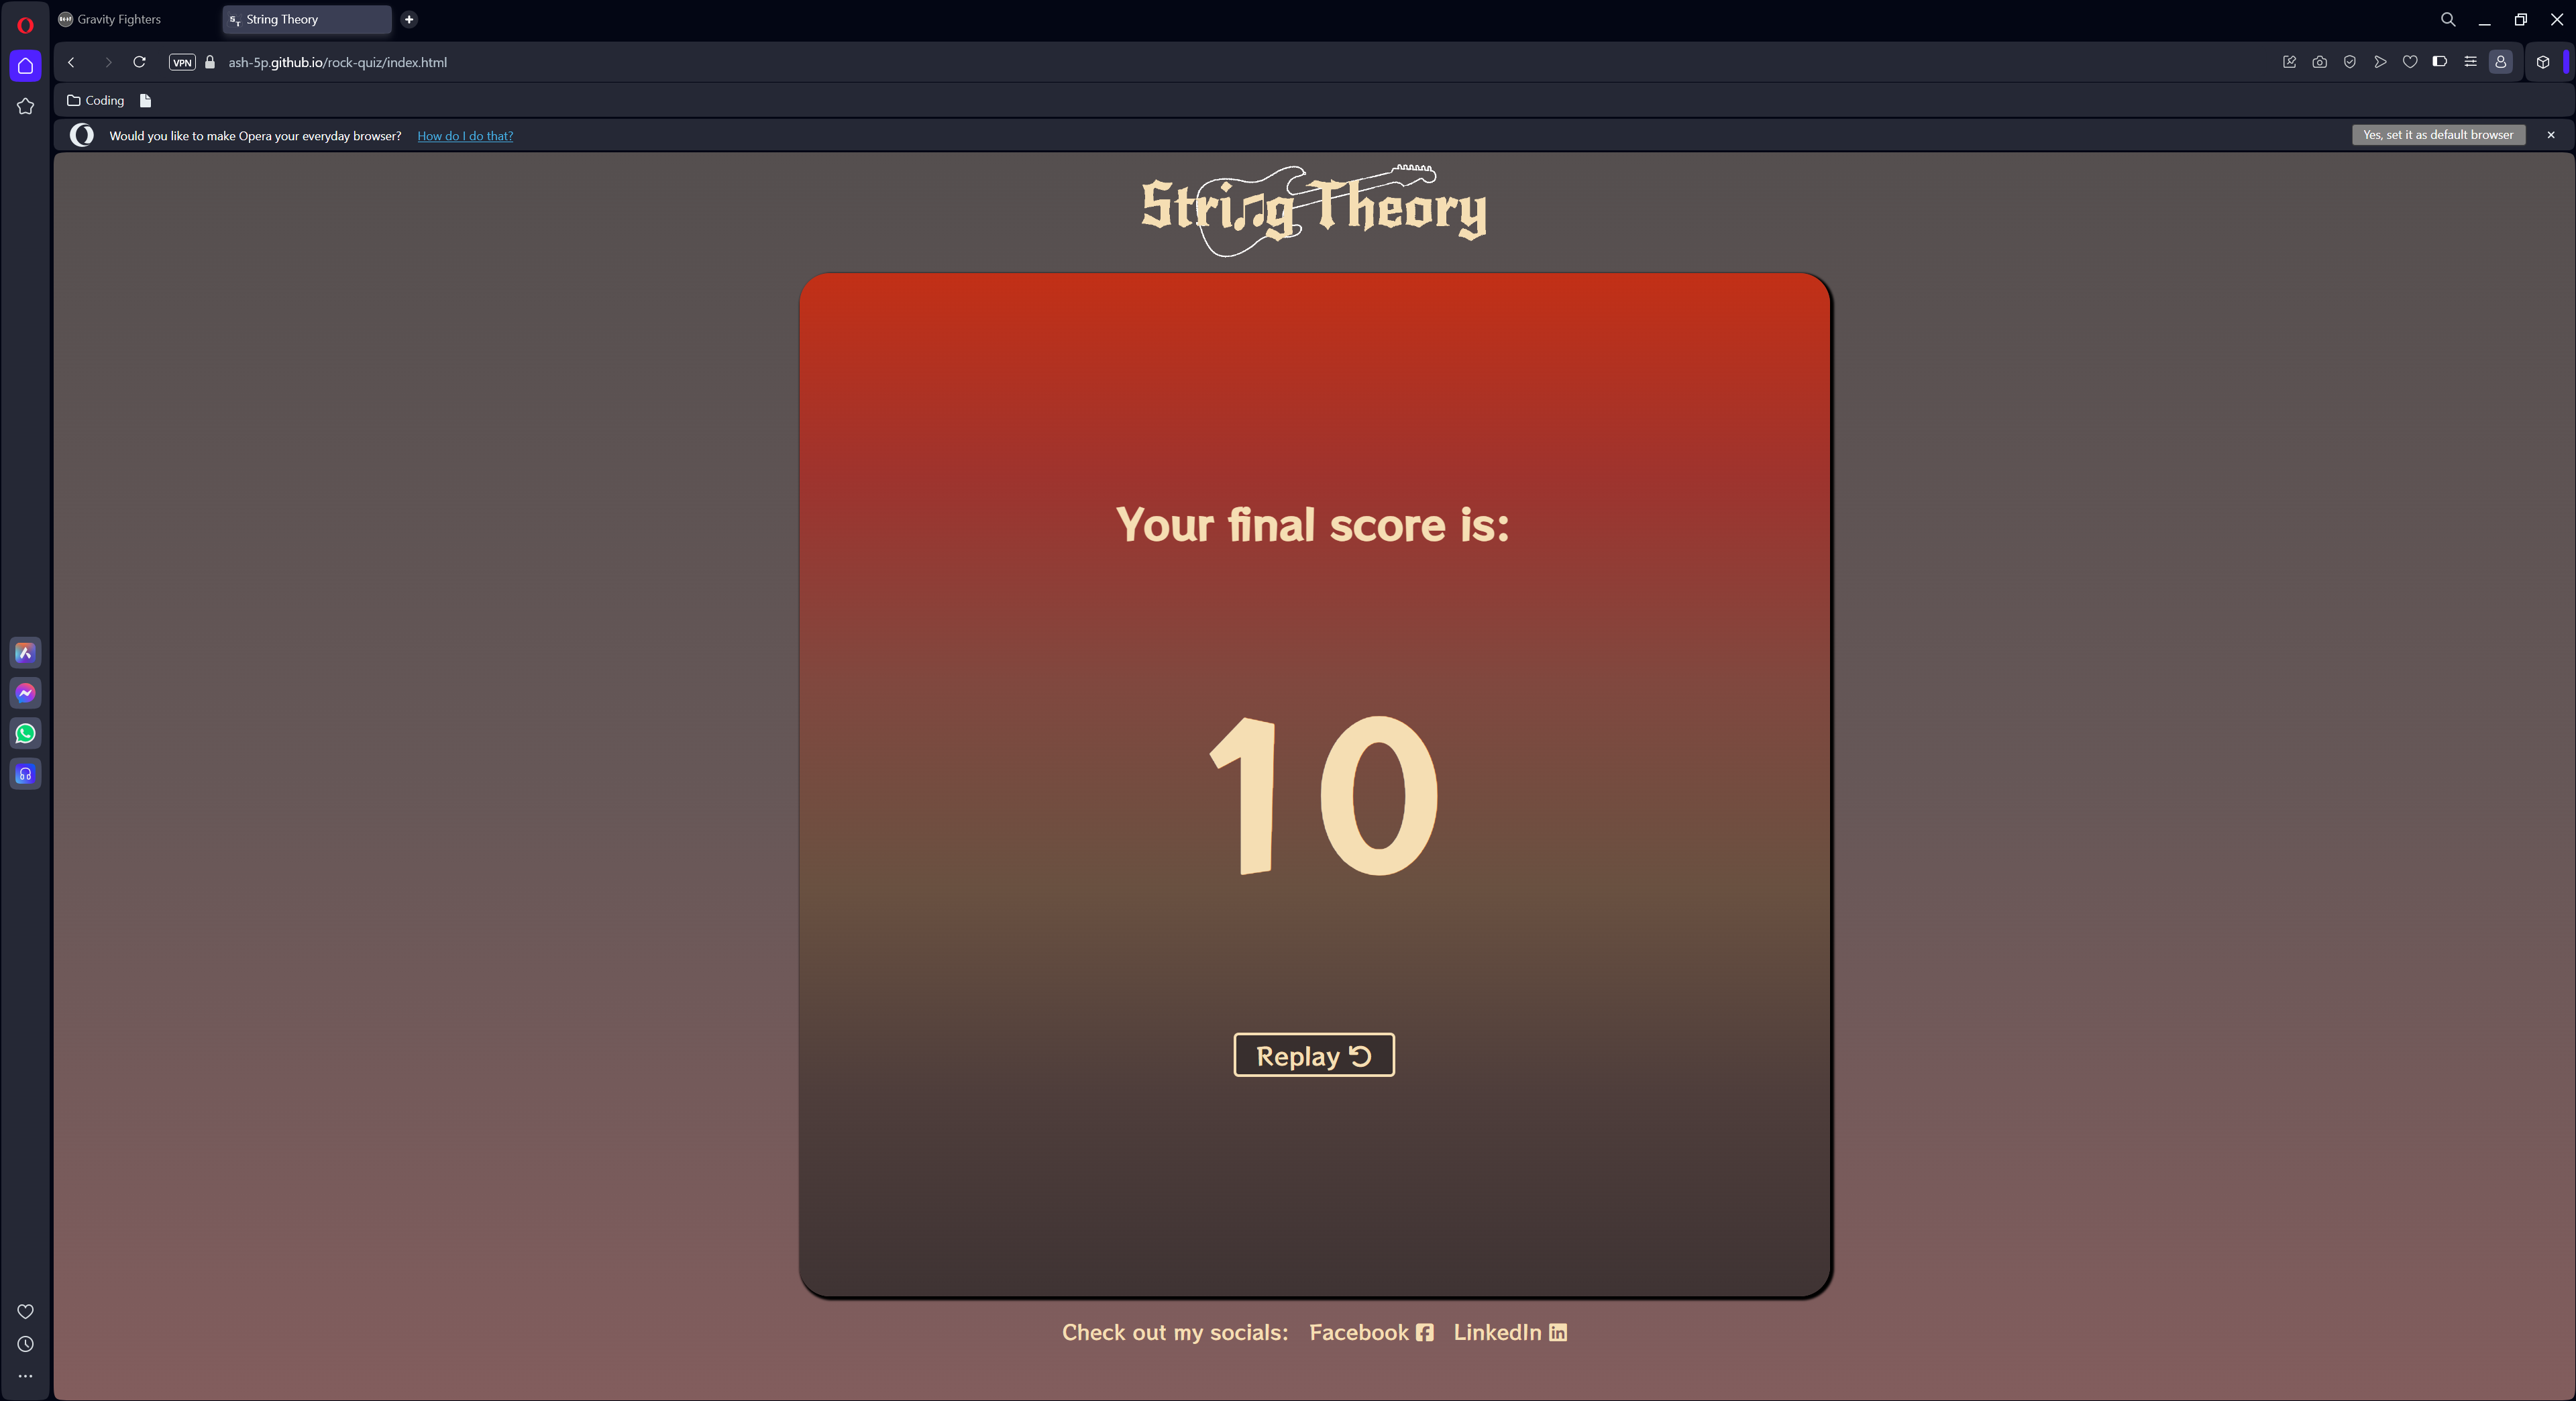 Gravity Fighters
String Theory
VPN
ash-5p.github.io/rock-quiz/index.html
Coding
Would you like to make Opera your everyday browser? How do I do that?
Yes, set it as default browser
String Theory
Your final score is:
10
Replay
Check out my socials: Facebook LinkedIn